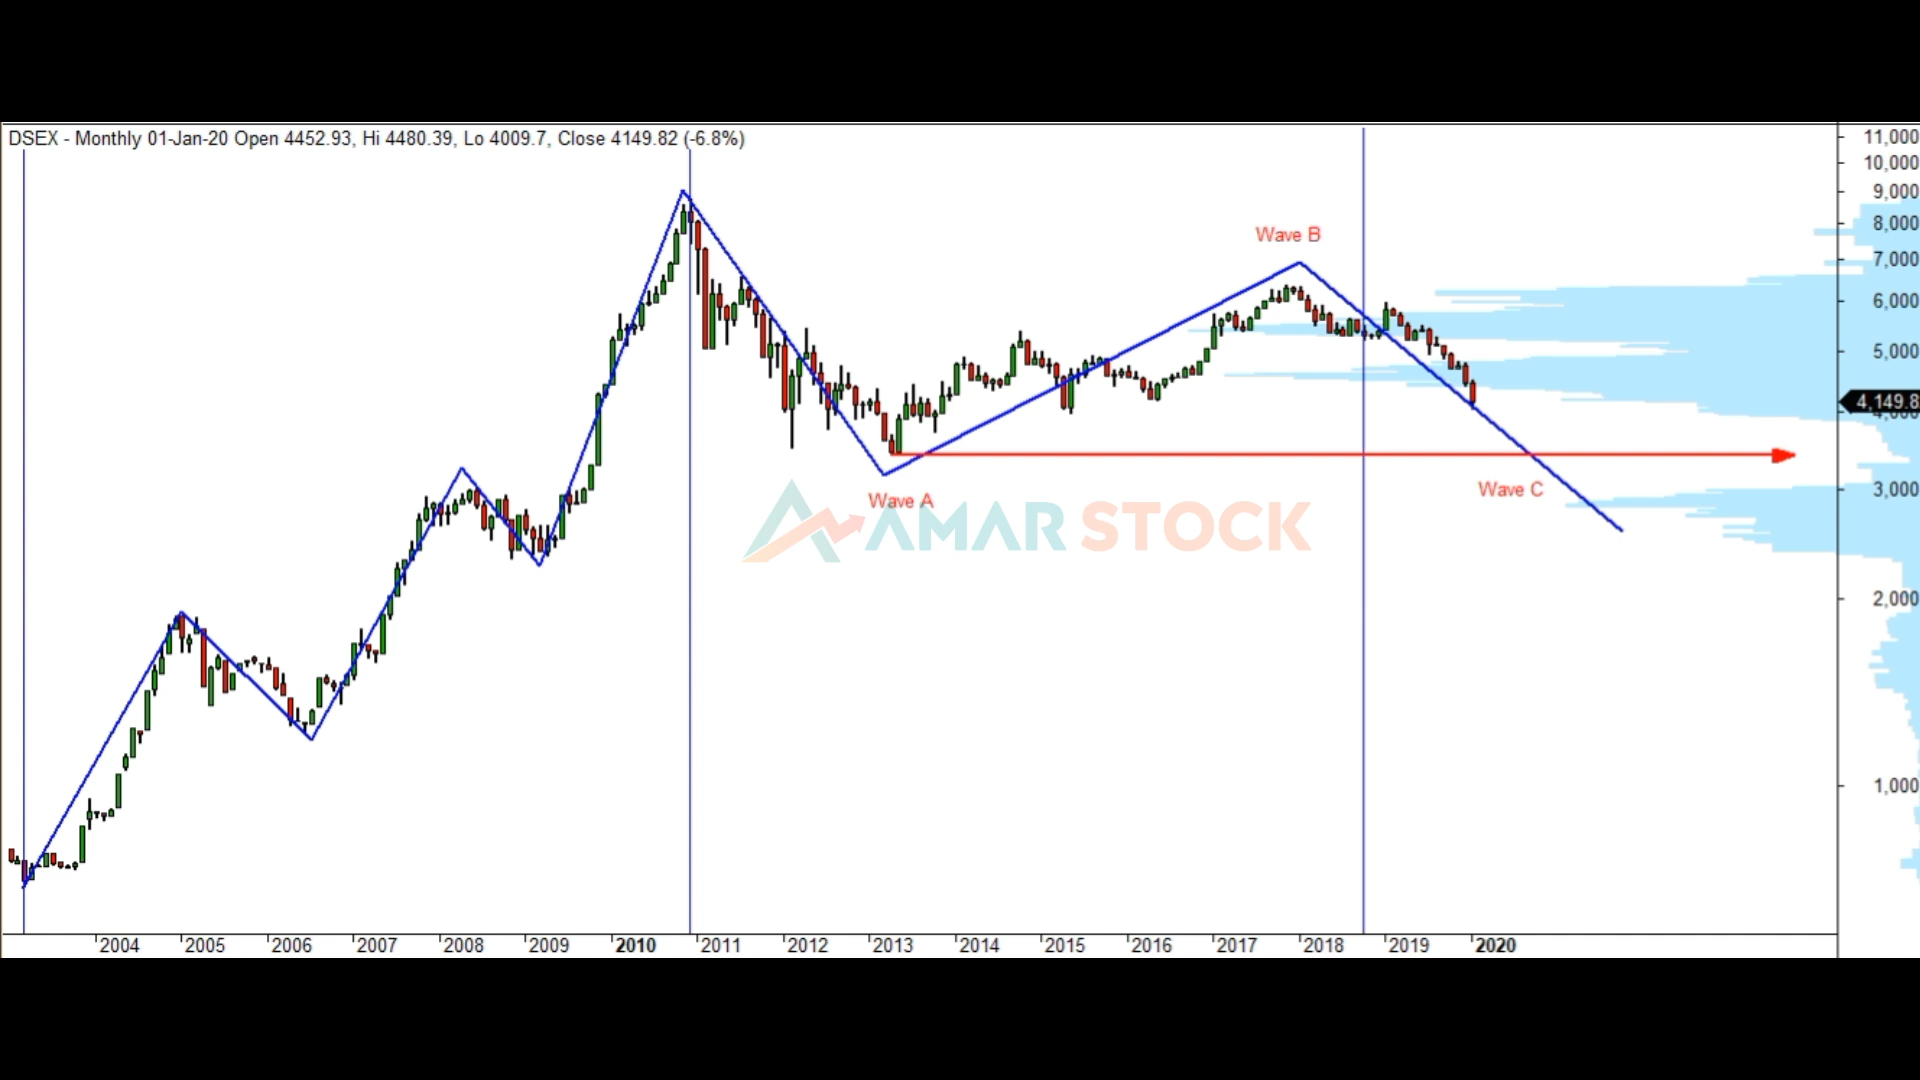 DSEX - Monthly 01-Jan-20 Open 4452.93, Hi 4480.39, Lo 4009.7, Close 4149.82 (-6.8%)
11,000
10,000
9,000
8,000
Wave B
7,000
6,000
5,000
4,149.8
4,000
Wave A
Wave C
3,000
AMAR STOCK
2,000
1,000
2004 2005 2006 2007 2008 2009 2010 2011 2012 2013 2014 2015 2016 2017 2018 2019 2020